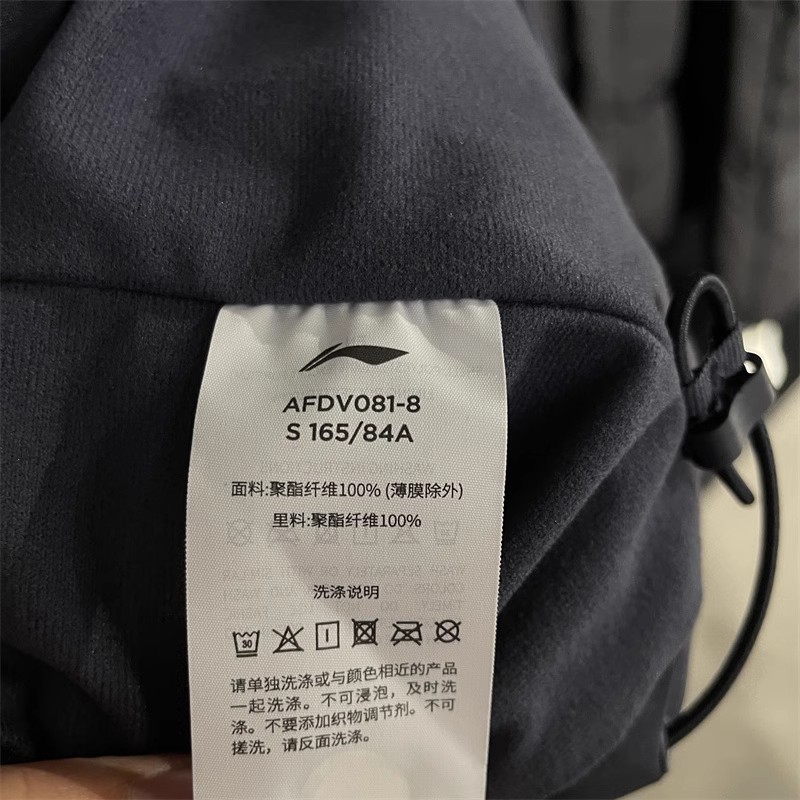 AFDV081-8
S 165/84A
面料:聚酯纤维100% (薄膜除外)
里料:聚酯纤维100%
洗涤说明
30
请单独洗涤或与颜色相近的产品
一起洗涤。不可浸泡，及时洗
涤。不要添加织物调节剂。不可
搓洗，请反面洗涤。